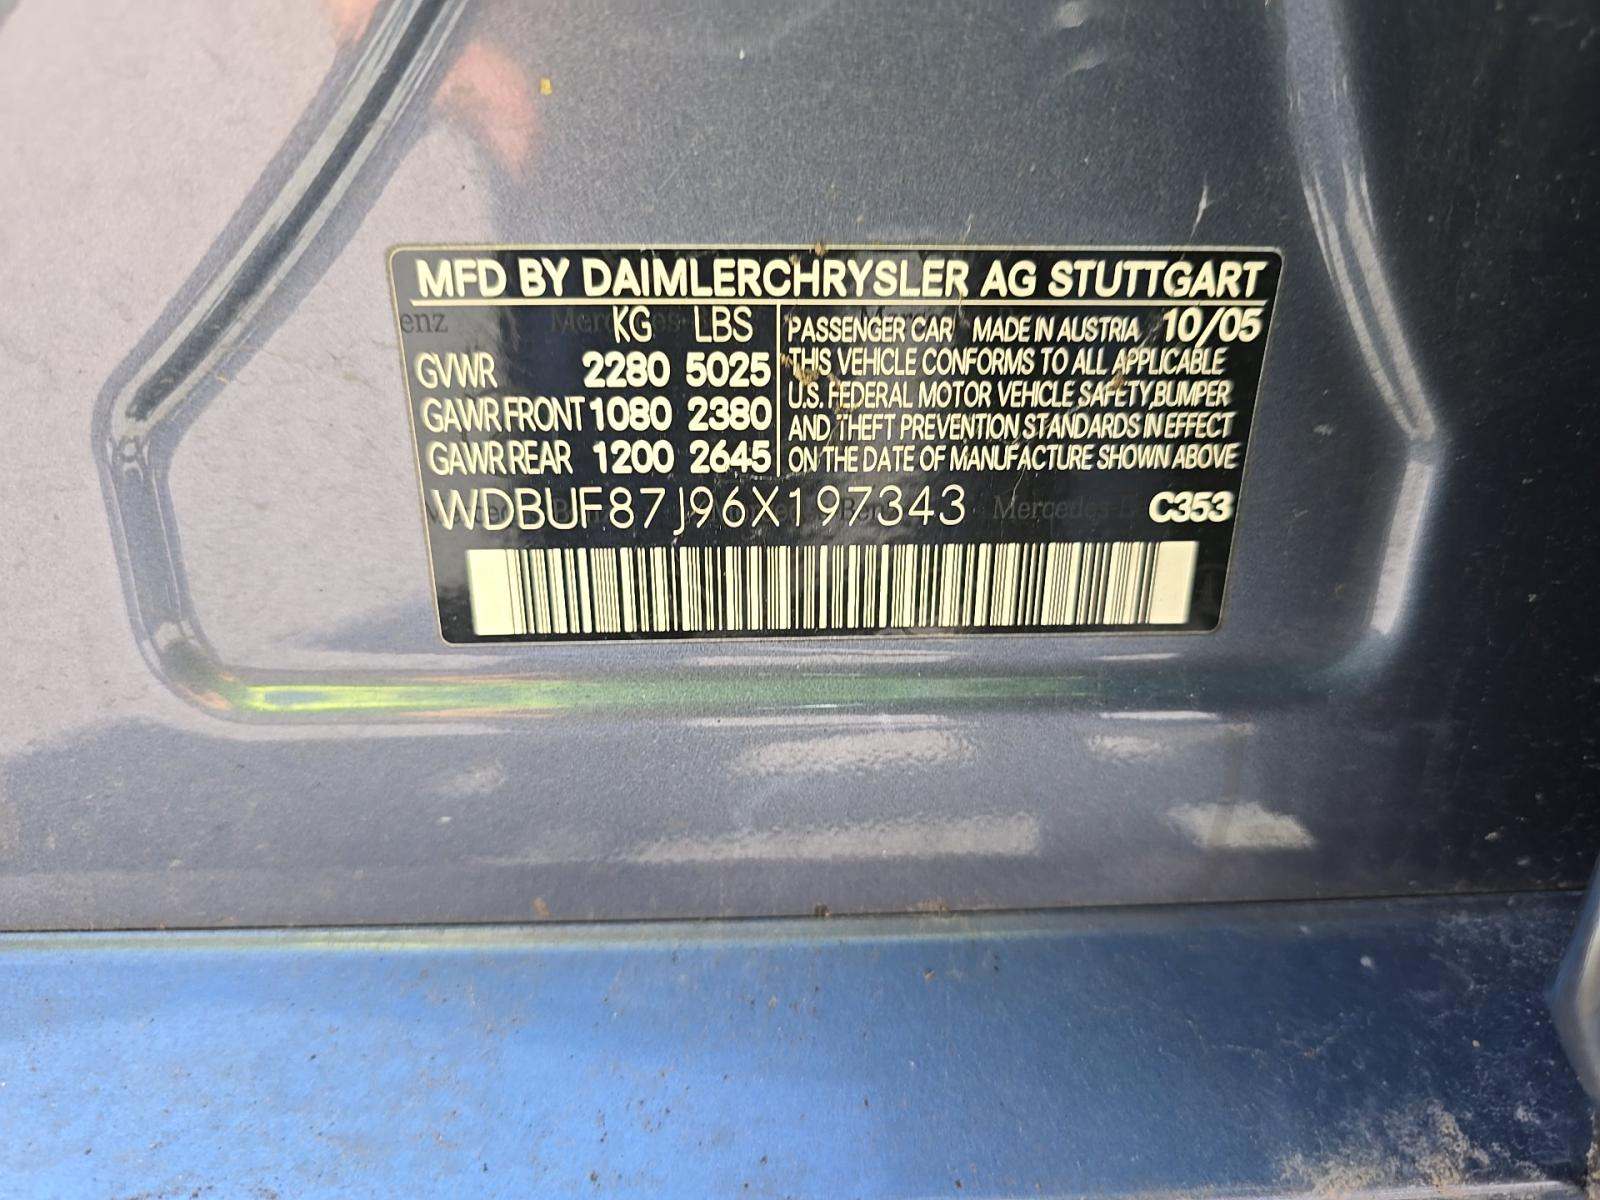 MFD BY DAIMLERCHRYSLER AG STUTTGART
KG LBS
GVWR 2280 5025
GAWR FRONT 1080 2380
GAWR REAR 1200 2645
PASSENGER CAR MADE IN AUSTRIA 10/05
THIS VEHICLE CONFORMS TO ALL APPLICABLE
U.S. FEDERAL MOTOR VEHICLE SAFETY, BUMPER
AND THEFT PREVENTION STANDARDS IN EFFECT
ON THE DATE OF MANUFACTURE SHOWN ABOVE
WDBUF87J96X197343 C353